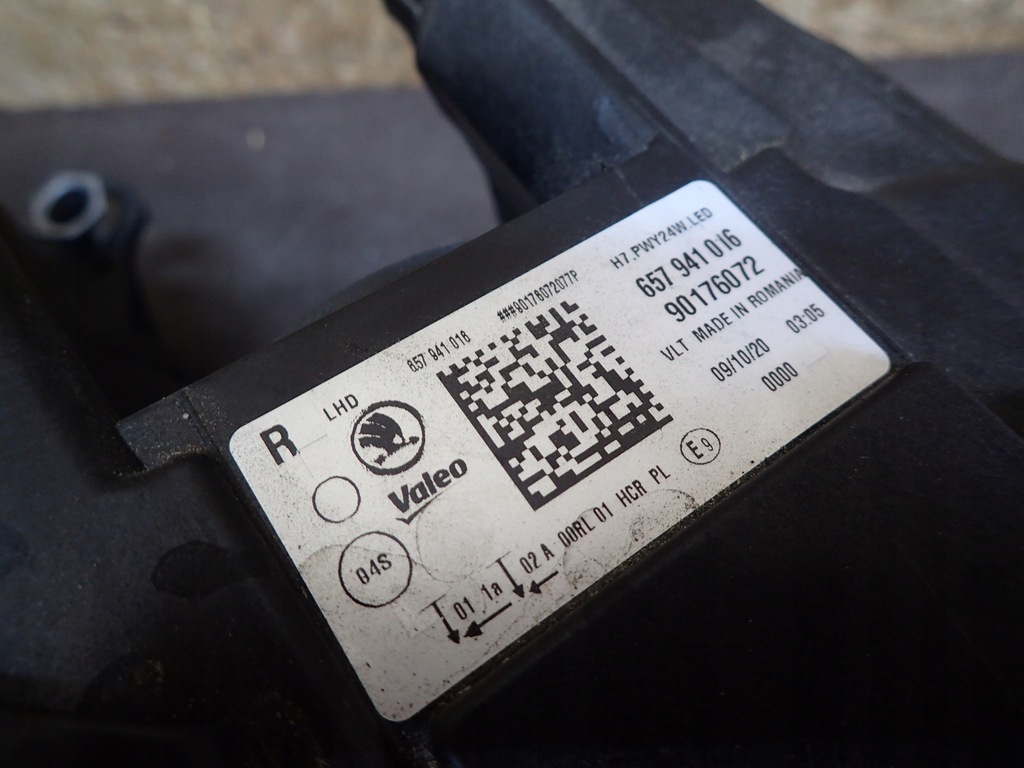 H7.PWY24W.LED
657 941 016
90176072
VLT MADE IN ROMANIA
09/10/20 03:05
0000
###90176072077P
657 941 016
LHD
R
Valeo
04S
E9
01 1a 02 A 00RL 01 HCR PL